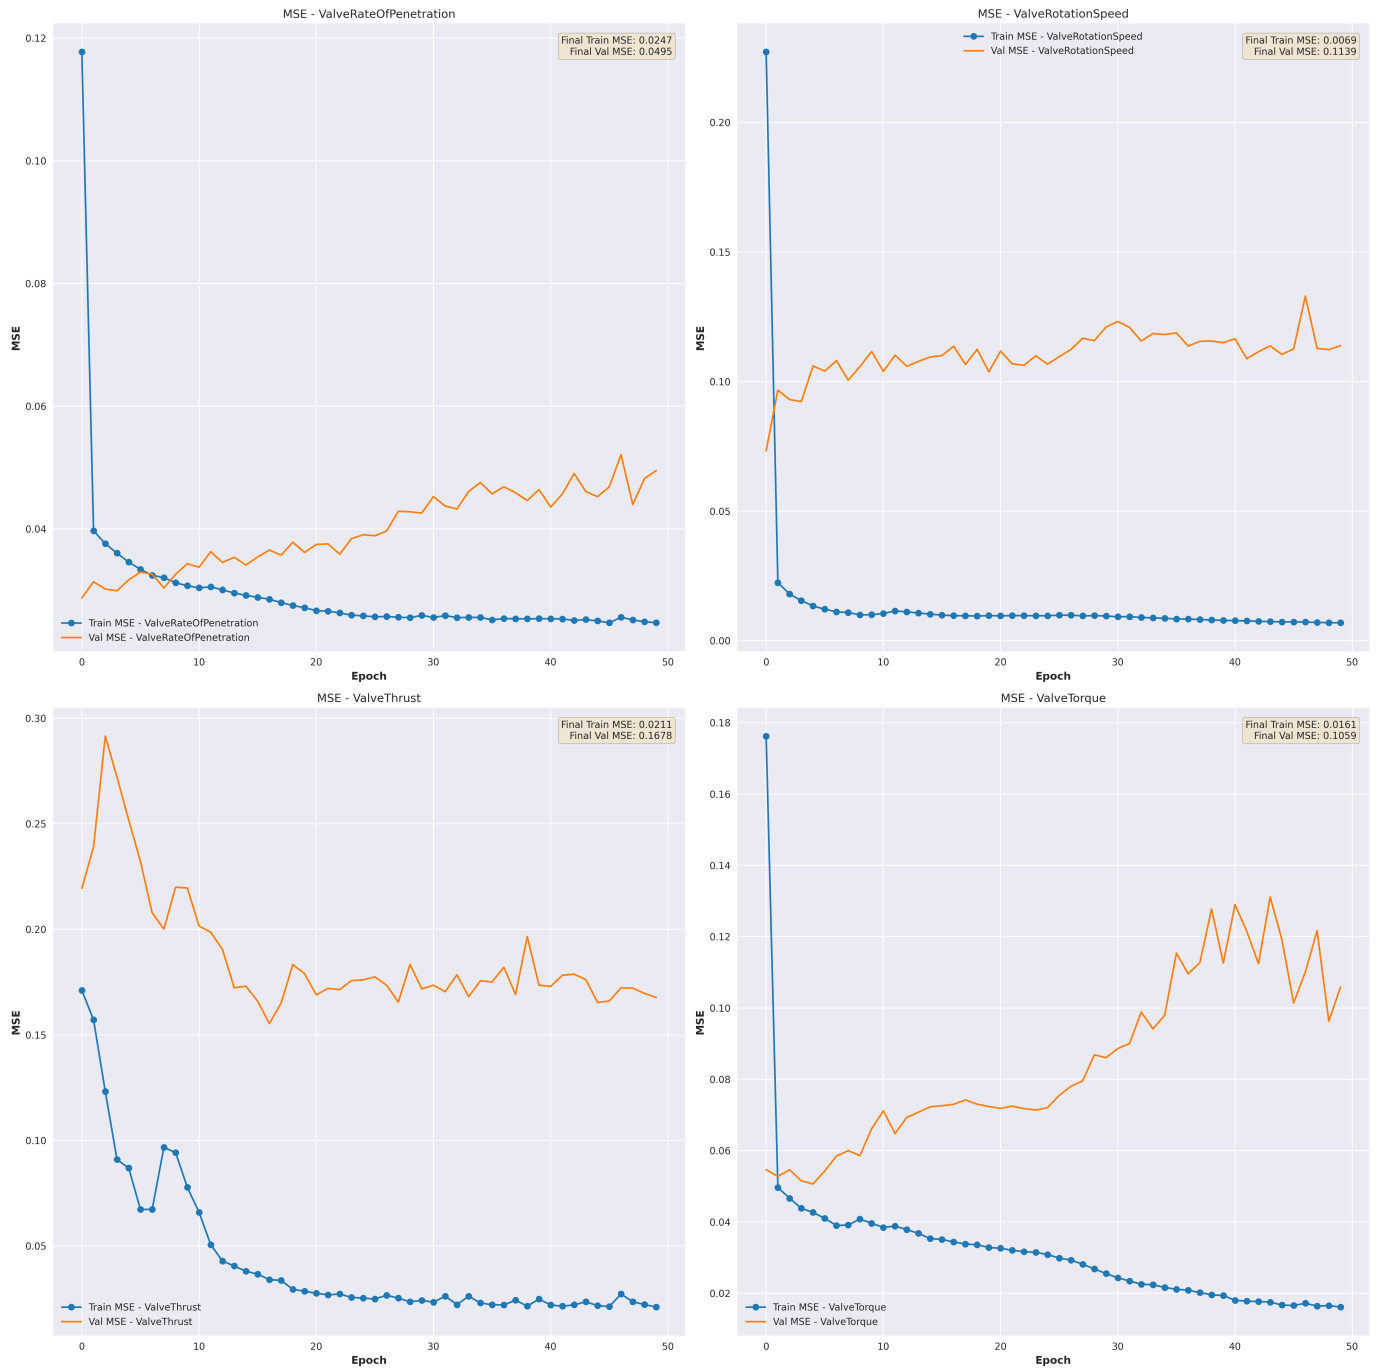 MSE - ValveRateOfPenetration
Final Train MSE: 0.0247
Final Val MSE: 0.0495
0.12
0.10
0.08
0.06
0.04
MSE
Train MSE - ValveRateOfPenetration
Val MSE - ValveRateOfPenetration
0 10 20 30 40 50
Epoch
MSE - ValveRotationSpeed
Train MSE - ValveRotationSpeed
Val MSE - ValveRotationSpeed
Final Train MSE: 0.0069
Final Val MSE: 0.1139
0.20
0.15
0.10
0.05
0.00
MSE
0 10 20 30 40 50
Epoch
MSE - ValveThrust
Final Train MSE: 0.0211
Final Val MSE: 0.1678
0.30
0.25
0.20
0.15
0.10
0.05
MSE
Train MSE - ValveThrust
Val MSE - ValveThrust
0 10 20 30 40 50
Epoch
MSE - ValveTorque
Final Train MSE: 0.0161
Final Val MSE: 0.1059
0.18
0.16
0.14
0.12
0.10
0.08
0.06
0.04
0.02
MSE
Train MSE - ValveTorque
Val MSE - ValveTorque
0 10 20 30 40 50
Epoch